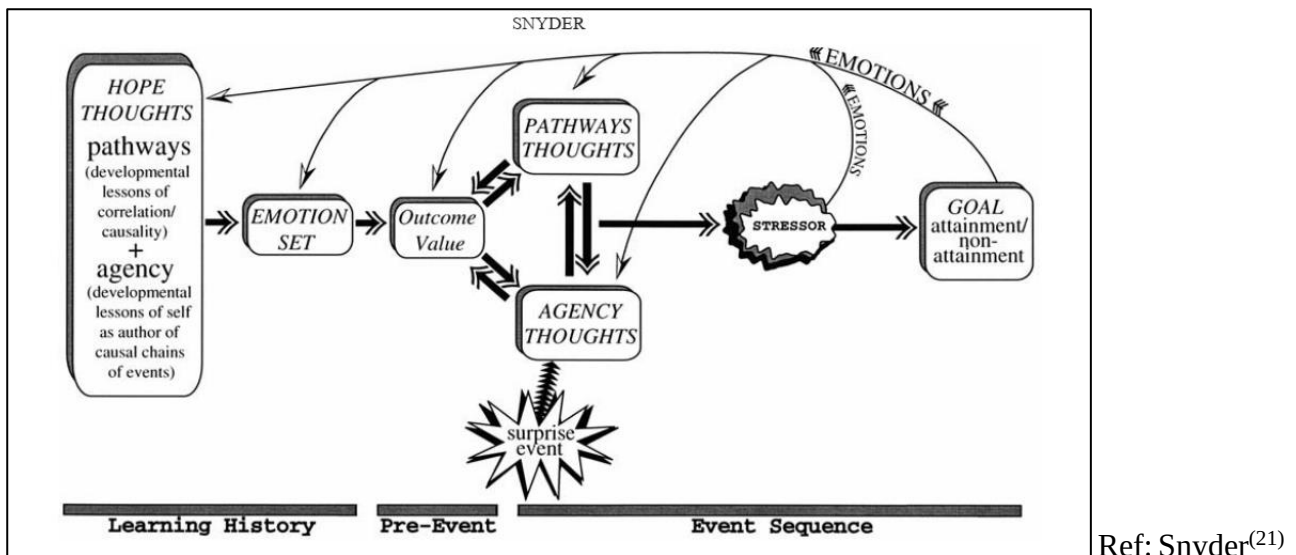 SNYDER
HOPE
THOUGHTS
pathways
(developmental
lessons of
correlation/
causality)
+
agency
(developmental
lessons of self
as author of
causal chains
of events)
EMOTION
SET
Outcome
Value
PATHWAYS
THOUGHTS
AGENCY
THOUGHTS
surprise
event
STRESSOR
EMOTIONS
EMOTIONS
GOAL
attainment/
non-
attainment
Learning History
Pre-Event
Event Sequence
Ref: Snyder(21)